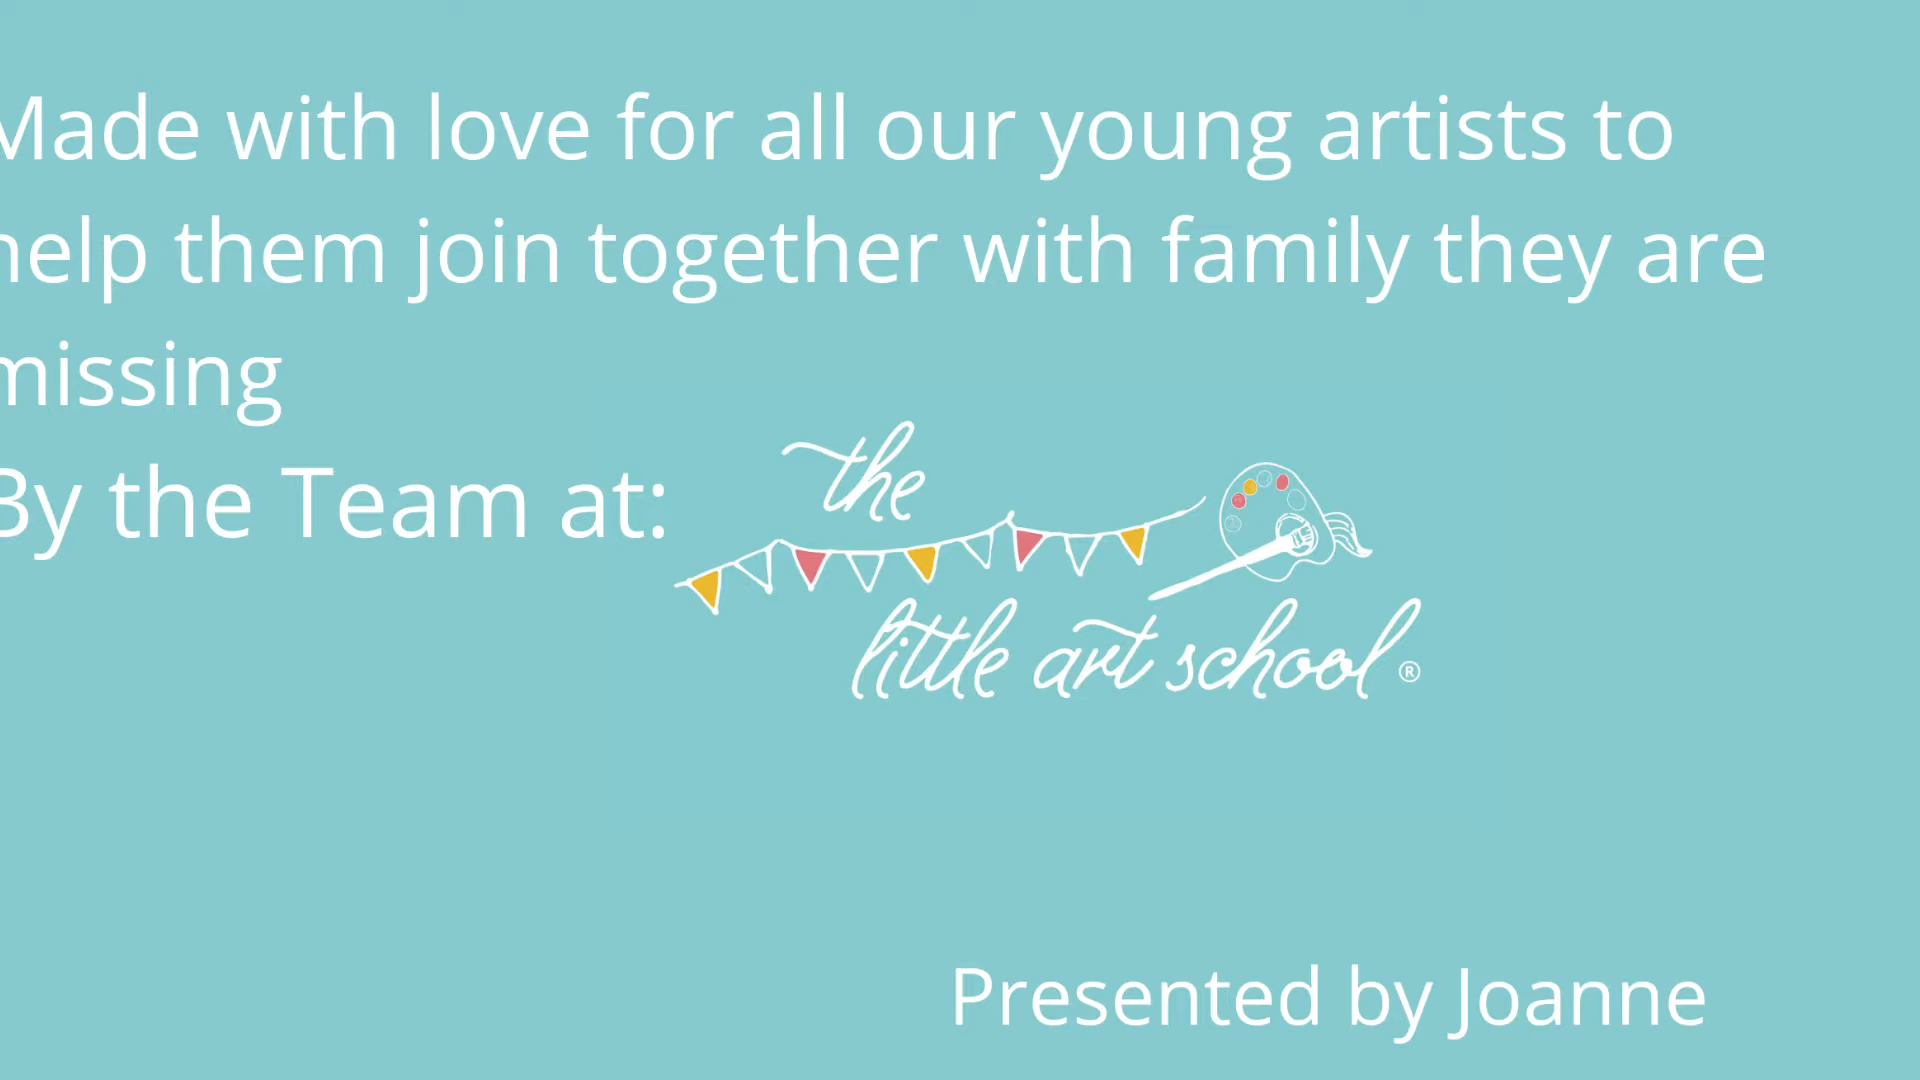 Made with love for all our young artists to
help them join together with family they are
missing
By the Team at:
the
little art school ®
Presented by Joanne